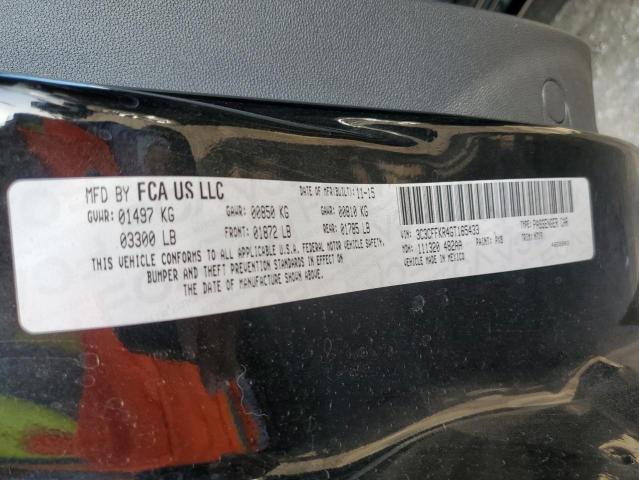 MFD BY FCA US LLC
DATE OF MFR(BUILT): 11-15
GVWR: 01497 KG
GAWR: 00850 KG
GAWR: 00810 KG
03300 LB
FRONT: 01872 LB
REAR: 01785 LB
THIS VEHICLE CONFORMS TO ALL APPLICABLE U.S.A. FEDERAL MOTOR VEHICLE SAFETY,
BUMPER AND THEFT PREVENTION STANDARDS IN EFFECT ON
THE DATE OF MANUFACTURE SHOWN ABOVE.
VIN: 3C3CFFKR4GT165433
TYPE: PASSENGER CAR
MDH: 111320 482AA
PAINT: PX8
TRIM:
VEHICLE MADE IN MEXICO